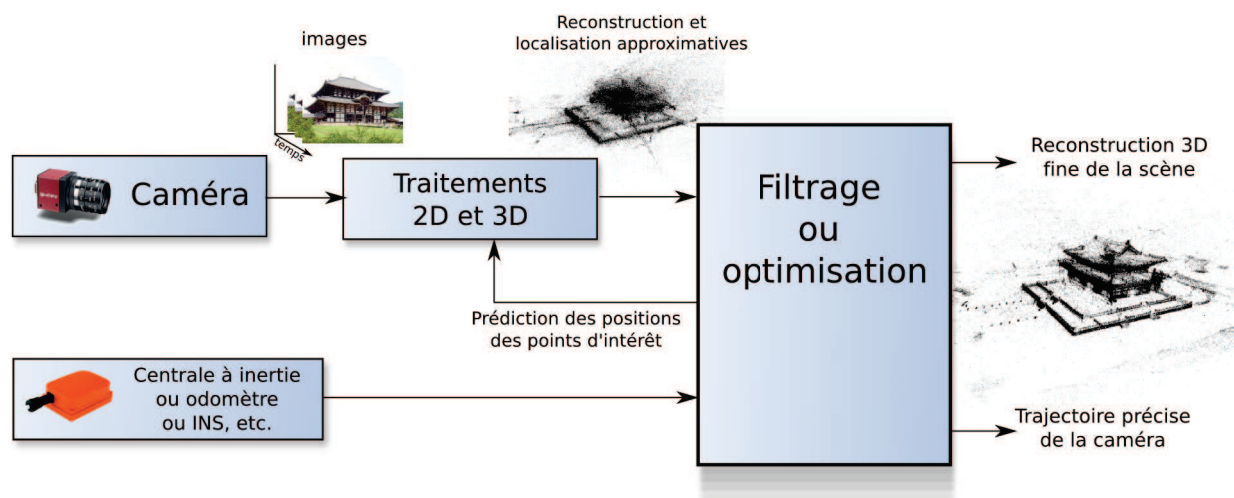 images
temps
Reconstruction et
localisation approximatives
Caméra
Traitements
2D et 3D
Filtrage
ou
optimisation
Reconstruction 3D
fine de la scène
Prédiction des positions
des points d'intérêt
Centrale à inertie
ou odomètre
ou INS, etc.
Trajectoire précise
de la caméra